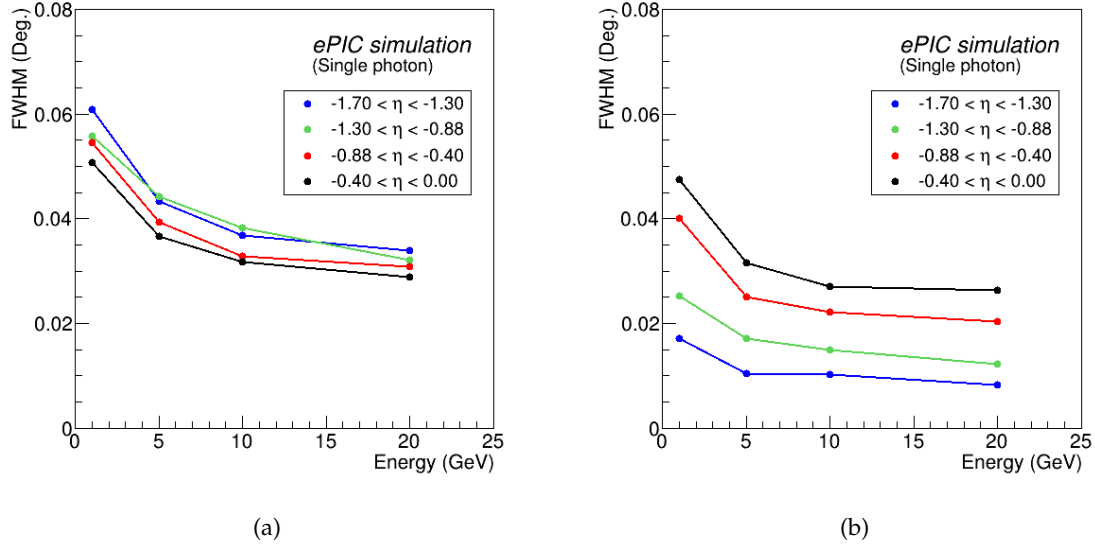 0.08
0.06
0.04
0.02
0
FWHM (Deg.)
ePIC simulation
(Single photon)
-1.70 < η < -1.30
-1.30 < η < -0.88
-0.88 < η < -0.40
-0.40 < η < 0.00
0 5 10 15 20 25
Energy (GeV)
(a)
0.08
0.06
0.04
0.02
0
FWHM (Deg.)
ePIC simulation
(Single photon)
-1.70 < η < -1.30
-1.30 < η < -0.88
-0.88 < η < -0.40
-0.40 < η < 0.00
0 5 10 15 20 25
Energy (GeV)
(b)